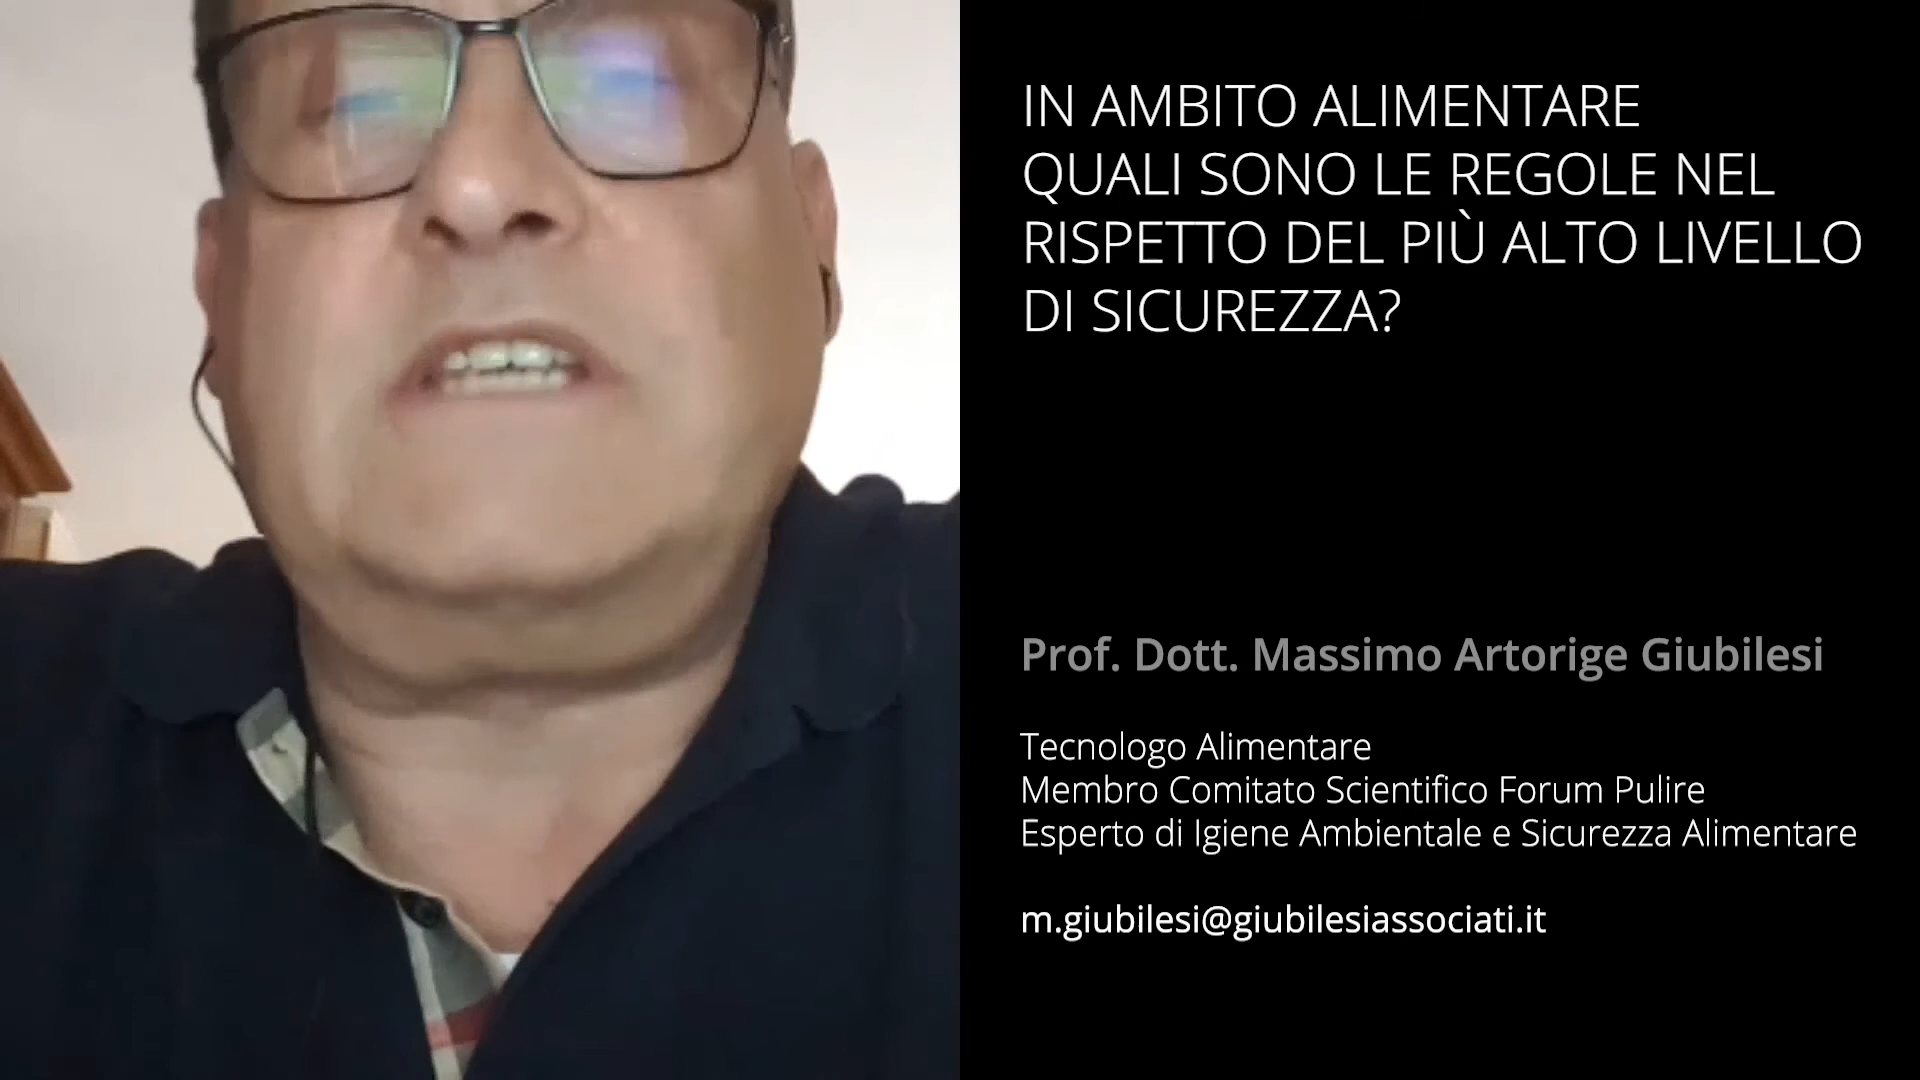 IN AMBITO ALIMENTARE
QUALI SONO LE REGOLE NEL
RISPETTO DEL PIÙ ALTO LIVELLO
DI SICUREZZA?
Prof. Dott. Massimo Artorige Giubilesi
Tecnologo Alimentare
Membro Comitato Scientifico Forum Pulire
Esperto di Igiene Ambientale e Sicurezza Alimentare
m.giubilesi@giubilesiassociati.it